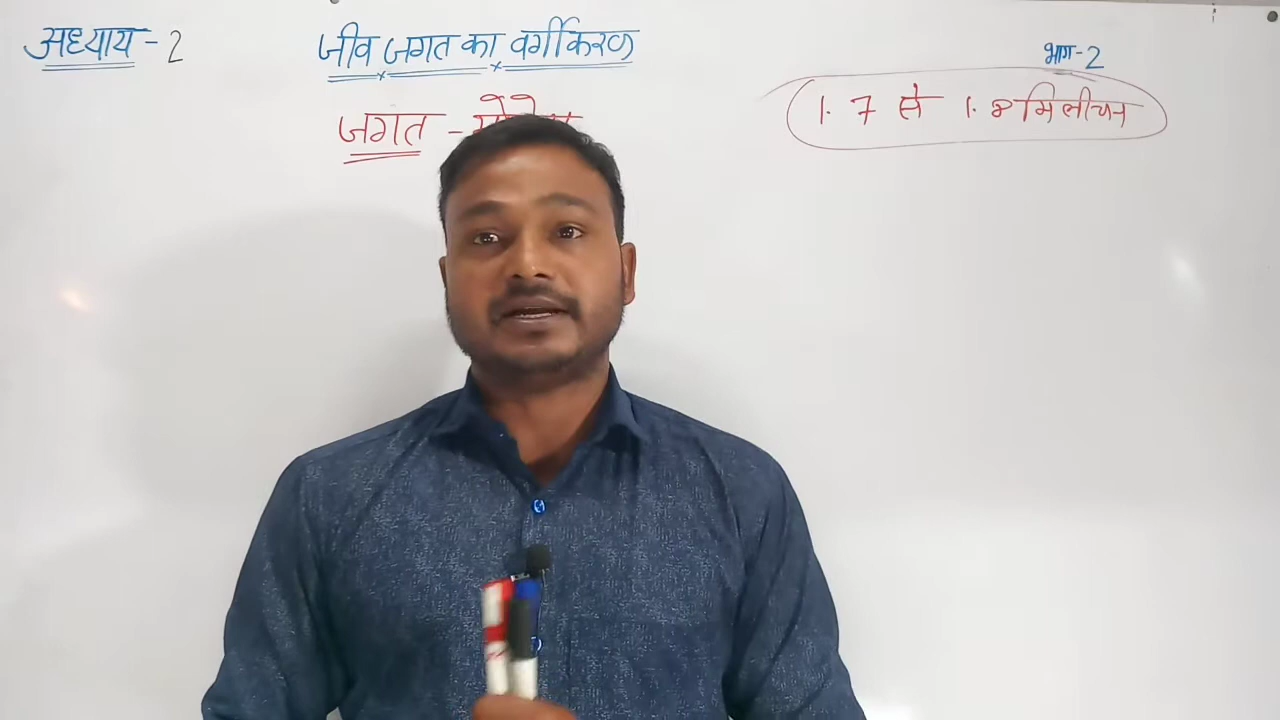 अध्याय - 2
जीव जगत का वर्गीकरण
भाग - 2
जगत -
1.7 से 1.8 मिलीयन